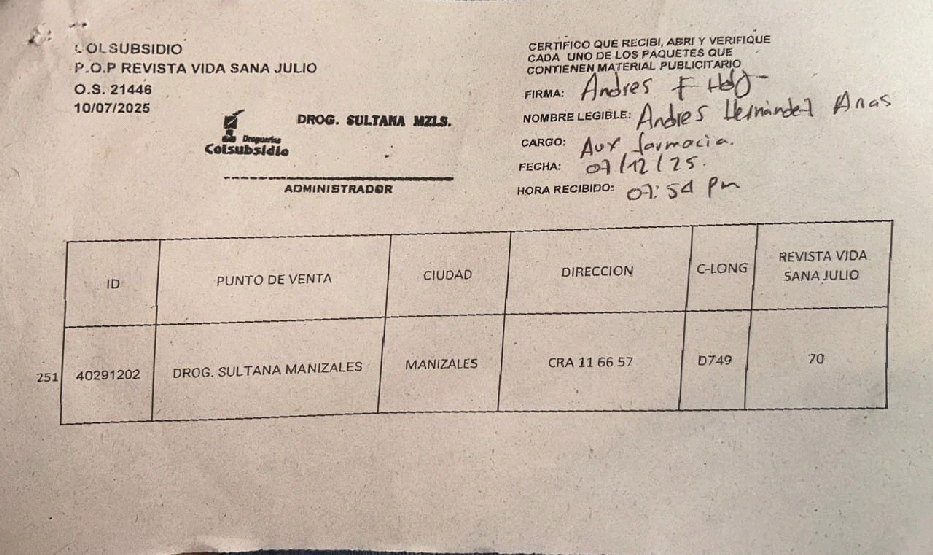 COLSUBSIDIO
P.O.P REVISTA VIDA SANA JULIO
O.S. 21446
10/07/2025
Droguerías
Colsubsidio
DROG. SULTANA MZLS.
ADMINISTRADOR
CERTIFICO QUE RECIBI, ABRI Y VERIFIQUE
CADA UNO DE LOS PAQUETES QUE
CONTIENEN MATERIAL PUBLICITARIO
FIRMA: Andres F
NOMBRE LEGIBLE: Andres Hernández Arias
CARGO: Aux farmacia.
FECHA: 07/12/25.
HORA RECIBIDO: 07:54 pm
ID PUNTO DE VENTA CIUDAD DIRECCION C-LONG REVISTA VIDA
SANA JULIO
251 40291202 DROG. SULTANA MANIZALES MANIZALES CRA 11 66 57 D749 70